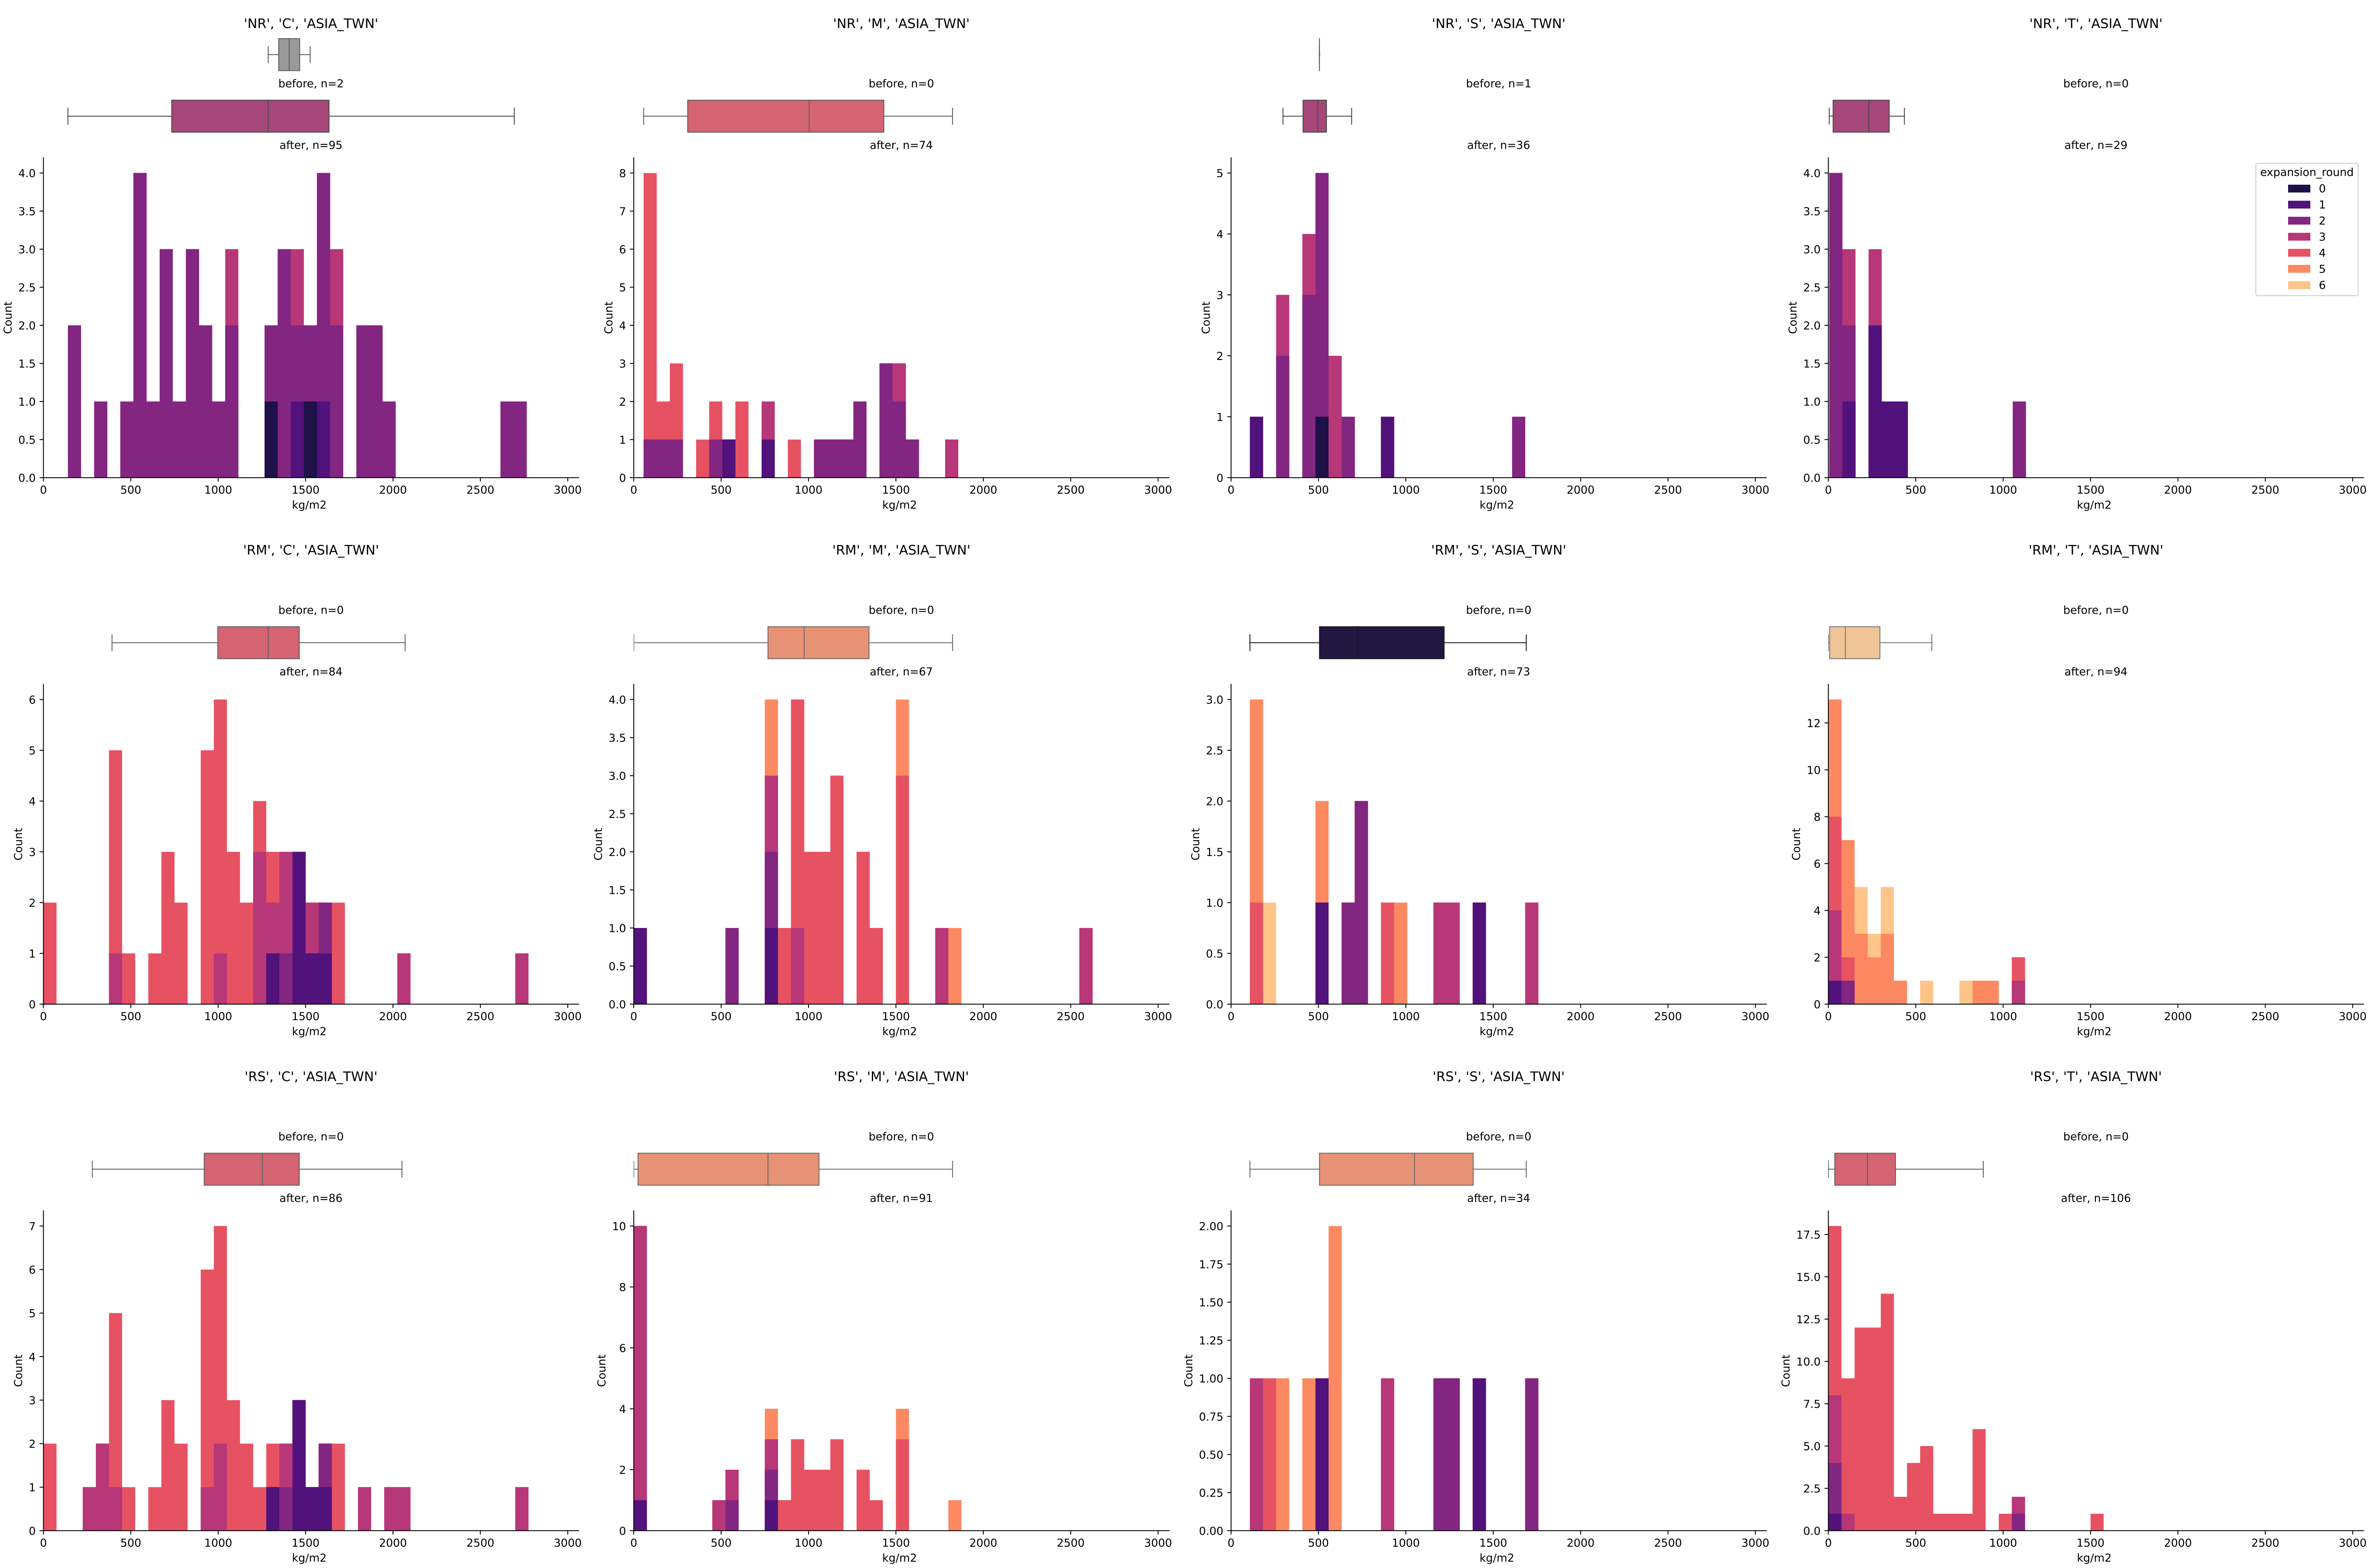 'NR', 'C', 'ASIA_TWN'
before, n=2
after, n=95
4.0
3.5
3.0
2.5
2.0
1.5
1.0
0.5
0.0
Count
0 500 1000 1500 2000 2500 3000
kg/m2
'NR', 'M', 'ASIA_TWN'
before, n=0
after, n=74
8
7
6
5
4
3
2
1
0
Count
0 500 1000 1500 2000 2500 3000
kg/m2
'NR', 'S', 'ASIA_TWN'
before, n=1
after, n=36
5
4
3
2
1
0
Count
0 500 1000 1500 2000 2500 3000
kg/m2
'NR', 'T', 'ASIA_TWN'
before, n=0
after, n=29
4.0
3.5
3.0
2.5
2.0
1.5
1.0
0.5
0.0
Count
0 500 1000 1500 2000 2500 3000
kg/m2
expansion_round
0
1
2
3
4
5
6
'RM', 'C', 'ASIA_TWN'
before, n=0
after, n=84
6
5
4
3
2
1
0
Count
0 500 1000 1500 2000 2500 3000
kg/m2
'RM', 'M', 'ASIA_TWN'
before, n=0
after, n=67
4.0
3.5
3.0
2.5
2.0
1.5
1.0
0.5
0.0
Count
0 500 1000 1500 2000 2500 3000
kg/m2
'RM', 'S', 'ASIA_TWN'
before, n=0
after, n=73
3.0
2.5
2.0
1.5
1.0
0.5
0.0
Count
0 500 1000 1500 2000 2500 3000
kg/m2
'RM', 'T', 'ASIA_TWN'
before, n=0
after, n=94
12
10
8
6
4
2
0
Count
0 500 1000 1500 2000 2500 3000
kg/m2
'RS', 'C', 'ASIA_TWN'
before, n=0
after, n=86
7
6
5
4
3
2
1
0
Count
0 500 1000 1500 2000 2500 3000
kg/m2
'RS', 'M', 'ASIA_TWN'
before, n=0
after, n=91
10
8
6
4
2
0
Count
0 500 1000 1500 2000 2500 3000
kg/m2
'RS', 'S', 'ASIA_TWN'
before, n=0
after, n=34
2.00
1.75
1.50
1.25
1.00
0.75
0.50
0.25
0.00
Count
0 500 1000 1500 2000 2500 3000
kg/m2
'RS', 'T', 'ASIA_TWN'
before, n=0
after, n=106
17.5
15.0
12.5
10.0
7.5
5.0
2.5
0.0
Count
0 500 1000 1500 2000 2500 3000
kg/m2